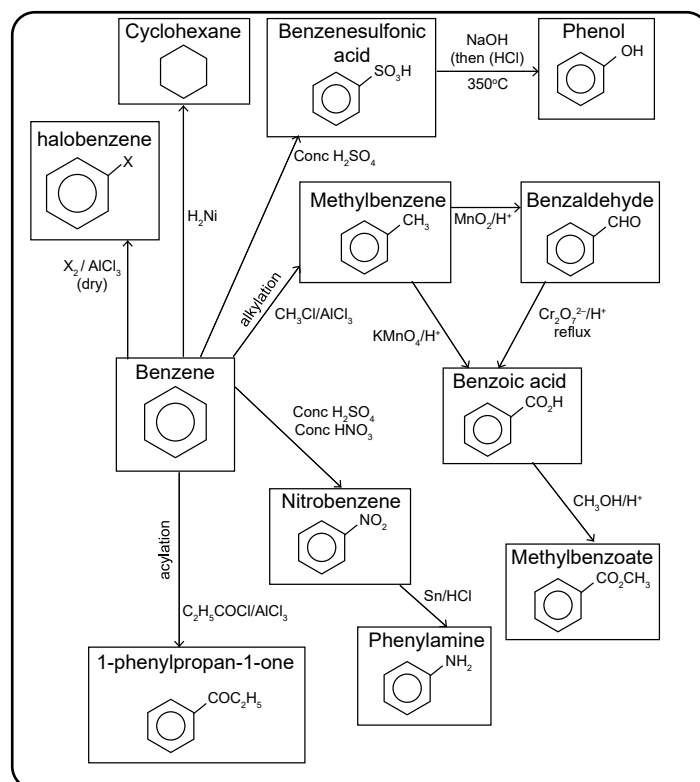 Cyclohexane
Benzenesulfonic
acid
SO₃H
NaOH
(then (HCl)
350°C
Phenol
OH
halobenzene
X
Conc H₂SO₄
H₂Ni
X₂ / AlCl₃
(dry)
Methylbenzene
CH₃
MnO₂/H⁺
Benzaldehyde
CHO
alkylation
CH₃Cl/AlCl₃
KMnO₄/H⁺
Cr₂O₇²⁻/H⁺
reflux
Benzene
Benzoic acid
CO₂H
Conc H₂SO₄
Conc HNO₃
CH₃OH/H⁺
Nitrobenzene
NO₂
Methylbenzoate
CO₂CH₃
acylation
C₂H₅COCl/AlCl₃
Sn/HCl
Phenylamine
NH₂
1-phenylpropan-1-one
COC₂H₅